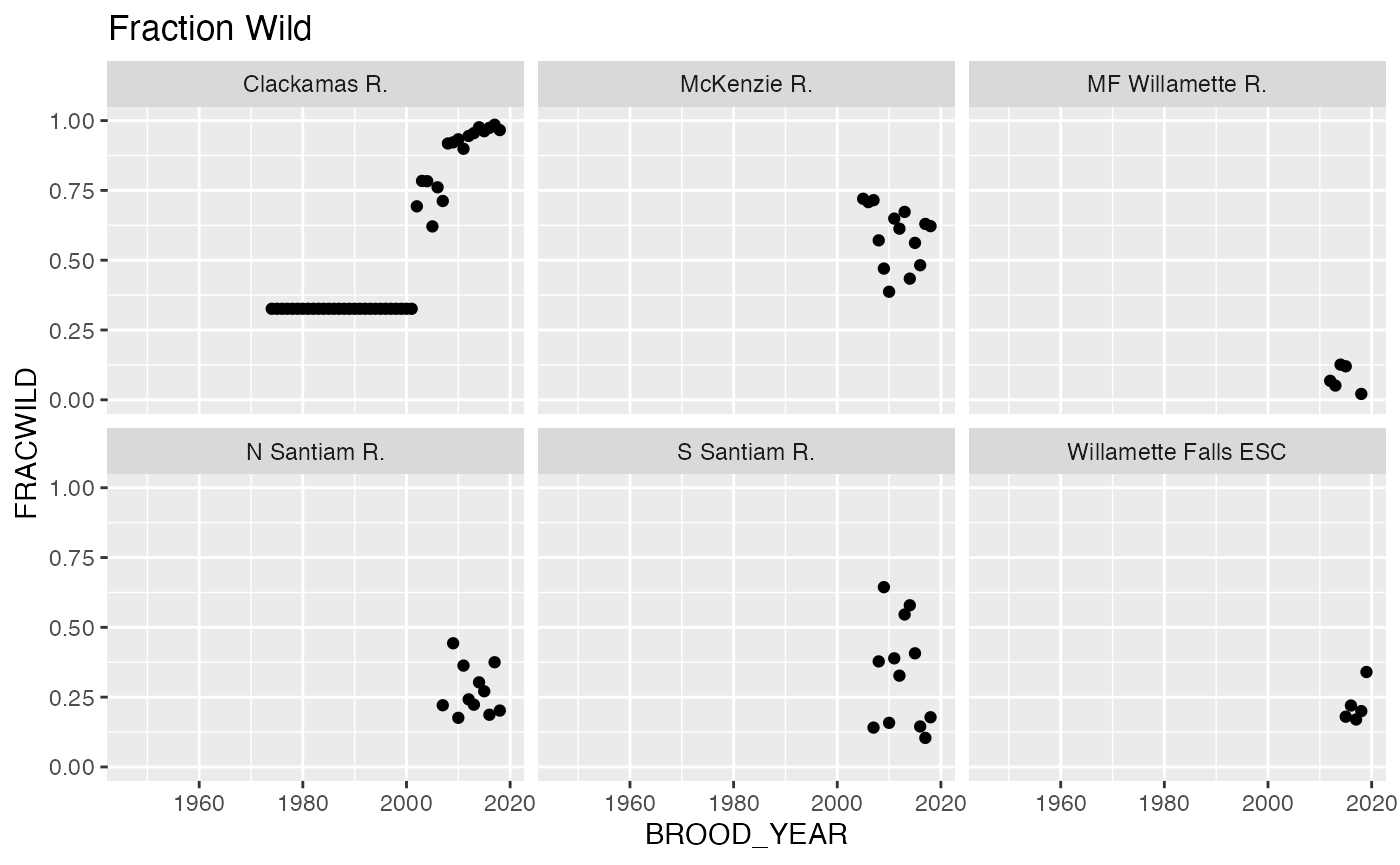 Fraction Wild
Clackamas R.
McKenzie R.
MF Willamette R.
1.00
0.75
0.50
0.25
0.00
FRACWILD
N Santiam R.
S Santiam R.
Willamette Falls ESC
1.00
0.75
0.50
0.25
0.00
1960 1980 2000 2020
1960 1980 2000 2020
1960 1980 2000 2020
BROOD_YEAR